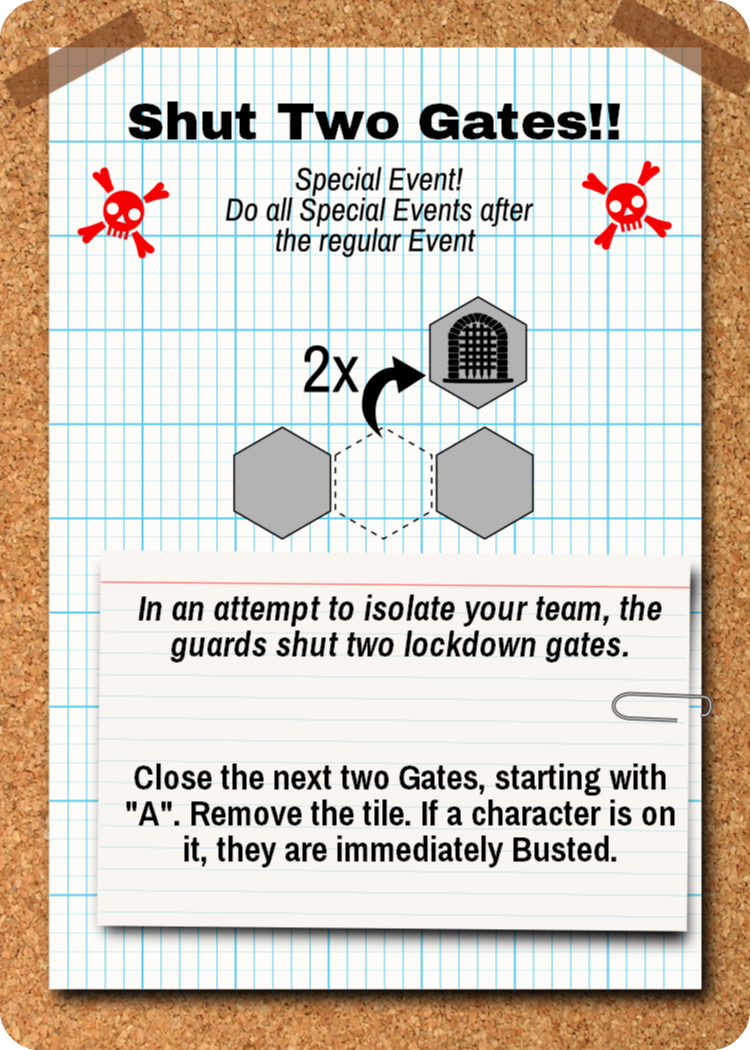 Shut Two Gates!!
Special Event!
Do all Special Events after
the regular Event
2x
In an attempt to isolate your team, the
guards shut two lockdown gates.
Close the next two Gates, starting with
"A". Remove the tile. If a character is on
it, they are immediately Busted.